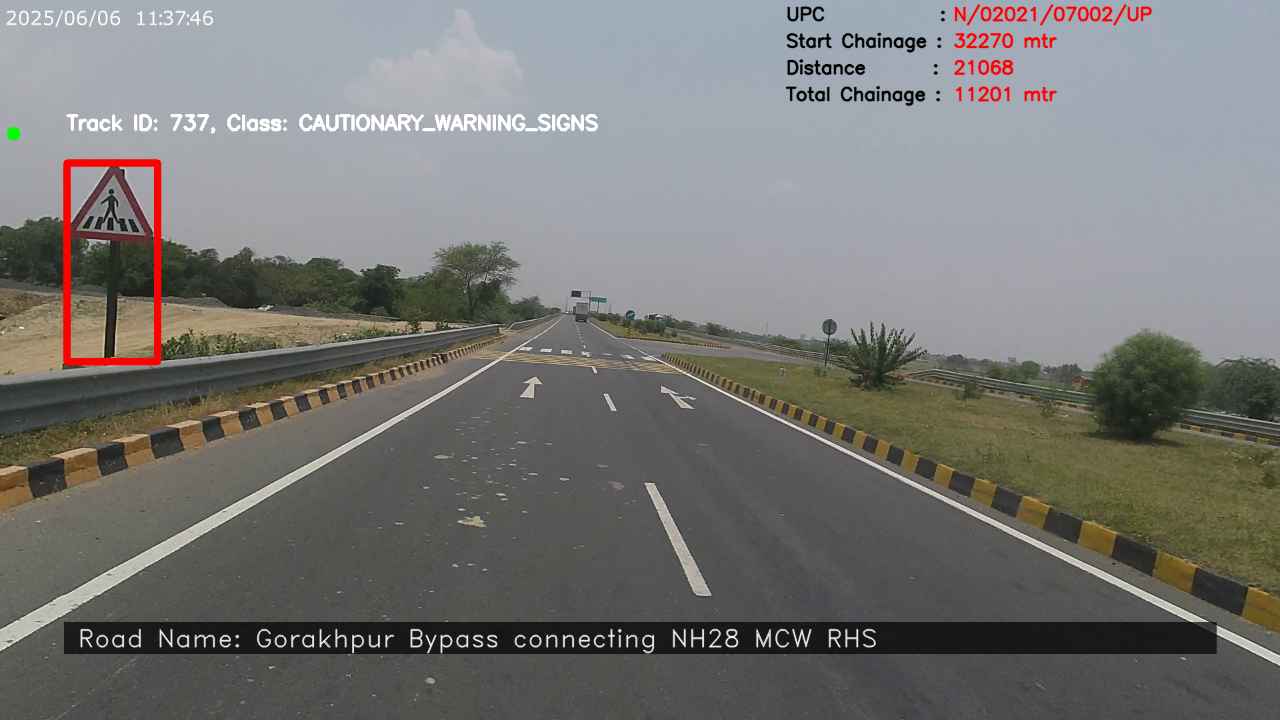 2025/06/06 11:37:46
UPC : N/02021/07002/UP
Start Chainage : 32270 mtr
Distance : 21068
Total Chainage : 11201 mtr
Track ID: 737, Class: CAUTIONARY_WARNING_SIGNS
Road Name: Gorakhpur Bypass connecting NH28 MCW RHS